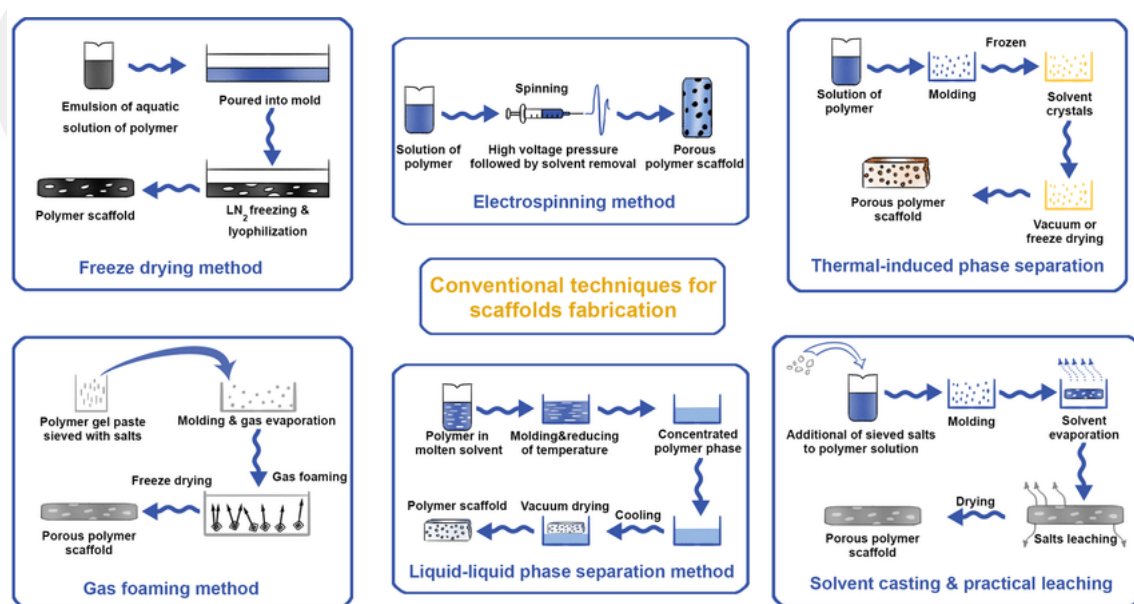 Emulsion of aquatic
solution of polymer
Poured into mold
Polymer scaffold
LN2 freezing &
lyophilization
Freeze drying method
Spinning
Solution of
polymer
High voltage pressure
followed by solvent removal
Porous
polymer scaffold
Electrospinning method
Frozen
Solution of
polymer
Molding
Solvent
crystals
Porous polymer
scaffold
Vacuum or
freeze drying
Thermal-induced phase separation
Conventional techniques for
scaffolds fabrication
Polymer gel paste
sieved with salts
Molding & gas evaporation
Freeze drying
Gas foaming
Porous polymer
scaffold
Gas foaming method
Polymer in
molten solvent
Molding&reducing
of temperature
Concentrated
polymer phase
Polymer scaffold
Vacuum drying
Cooling
Liquid-liquid phase separation method
Additional of sieved salts
to polymer solution
Molding
Solvent
evaporation
Drying
Porous polymer
scaffold
Salts leaching
Solvent casting & practical leaching